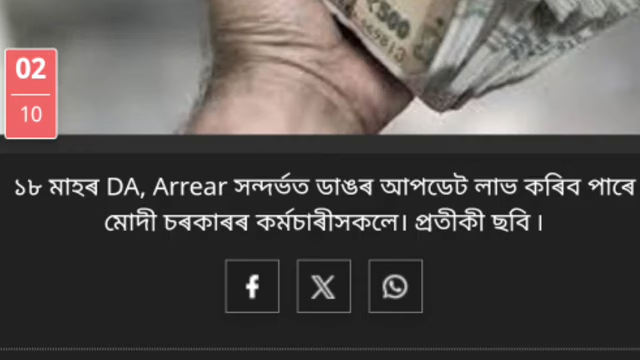 ₹500
02
10
১৮ মাহৰ DA, Arrear সন্দৰ্ভত ডাঙৰ আপডেট লাভ কৰিব পাৰে
মোদী চৰকাৰৰ কৰ্মচাৰীসকলে। প্ৰতীকী ছবি ।